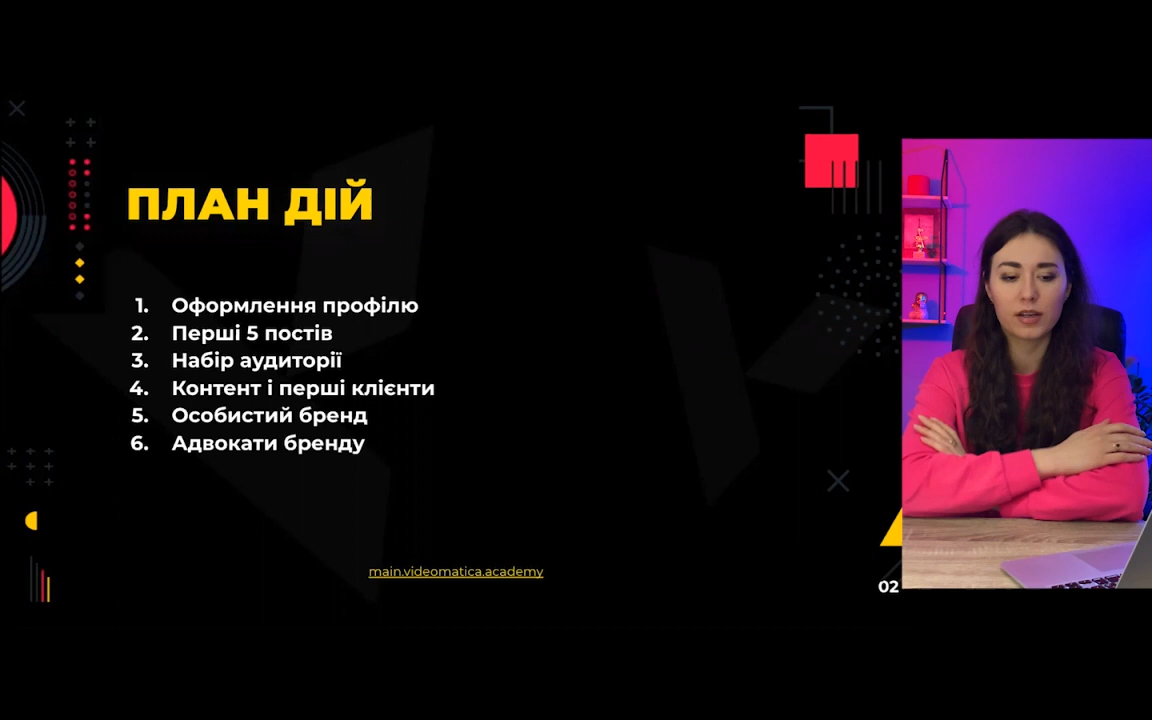 ПЛАН ДІЙ
1. Оформлення профілю
2. Перші 5 постів
3. Набір аудиторії
4. Контент і перші клієнти
5. Особистий бренд
6. Адвокати бренду
main.videomatica.academy
02